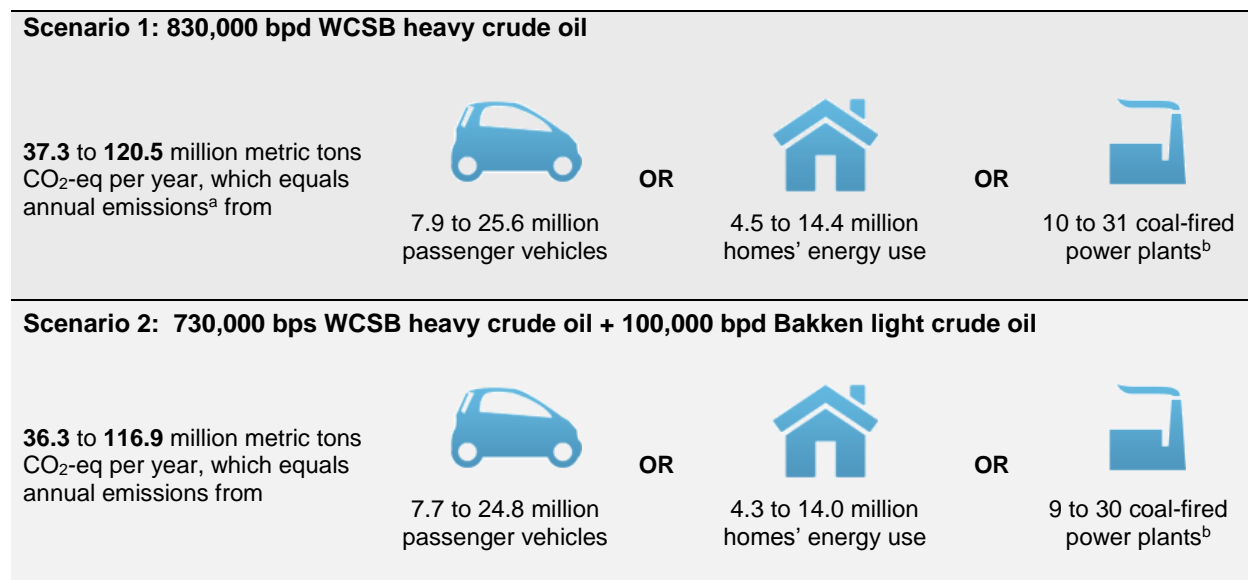 Scenario 1: 830,000 bpd WCSB heavy crude oil
37.3 to 120.5 million metric tons
CO₂-eq per year, which equals
annual emissionsᵃ from
7.9 to 25.6 million
passenger vehicles
OR
4.5 to 14.4 million
homes’ energy use
OR
10 to 31 coal-fired
power plantsᵇ
Scenario 2:  730,000 bps WCSB heavy crude oil + 100,000 bpd Bakken light crude oil
36.3 to 116.9 million metric tons
CO₂-eq per year, which equals
annual emissions from
7.7 to 24.8 million
passenger vehicles
OR
4.3 to 14.0 million
homes’ energy use
OR
9 to 30 coal-fired
power plantsᵇ